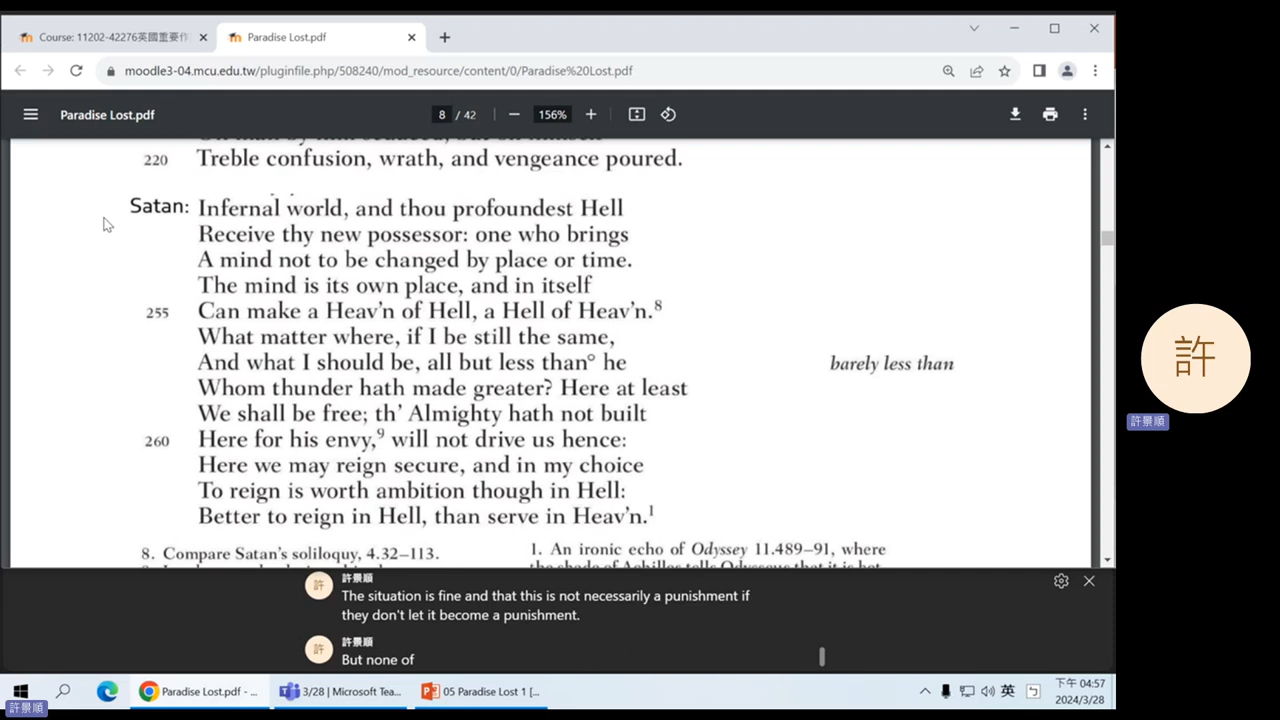 Course: 11202-42276英國重要作
Paradise Lost.pdf
moodle3-04.mcu.edu.tw/pluginfile.php/508240/mod_resource/content/0/Paradise%20Lost.pdf
Paradise Lost.pdf
8 / 42
156%
220 Treble confusion, wrath, and vengeance poured.
Satan: Infernal world, and thou profoundest Hell
Receive thy new possessor: one who brings
A mind not to be changed by place or time.
The mind is its own place, and in itself
255 Can make a Heav'n of Hell, a Hell of Heav'n.8
What matter where, if I be still the same,
And what I should be, all but less than° he barely less than
Whom thunder hath made greater? Here at least
We shall be free; th' Almighty hath not built
260 Here for his envy,9 will not drive us hence:
Here we may reign secure, and in my choice
To reign is worth ambition though in Hell:
Better to reign in Hell, than serve in Heav'n.1
8. Compare Satan's soliloquy, 4.32–113.
1. An ironic echo of Odyssey 11.489–91, where
許
許景順
許
許景順
The situation is fine and that this is not necessarily a punishment if
they don't let it become a punishment.
許
許景順
But none of
Paradise Lost.pdf - ...
3/28 | Microsoft Tea...
05 Paradise Lost 1 [...
英
下午 04:57
2024/3/28
許景順